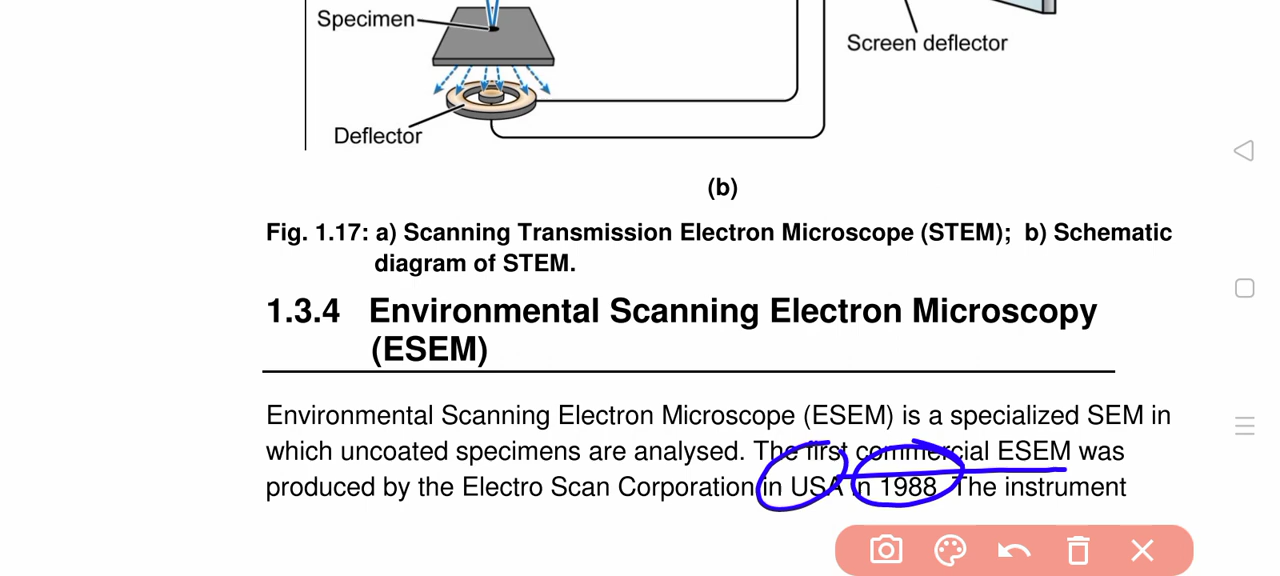 Specimen
Screen deflector
Deflector
(b)
Fig. 1.17: a) Scanning Transmission Electron Microscope (STEM); b) Schematic
diagram of STEM.
1.3.4 Environmental Scanning Electron Microscopy
(ESEM)
Environmental Scanning Electron Microscope (ESEM) is a specialized SEM in
which uncoated specimens are analysed. The first commercial ESEM was
produced by the Electro Scan Corporation in USA in 1988. The instrument